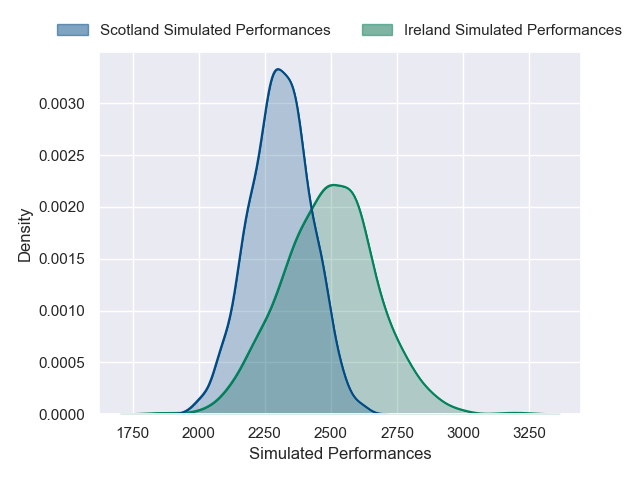 Scotland Simulated Performances Ireland Simulated Performances
0.0030
0.0025
0.0020
0.0015
0.0010
0.0005
0.0000
Density
1750 2000 2250 2500 2750 3000 3250
Simulated Performances